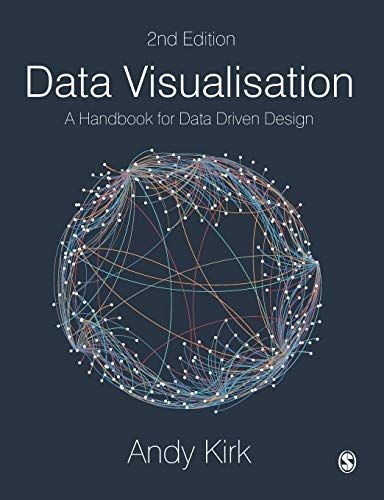 2nd Edition
Data Visualisation
A Handbook for Data Driven Design
Andy Kirk
S